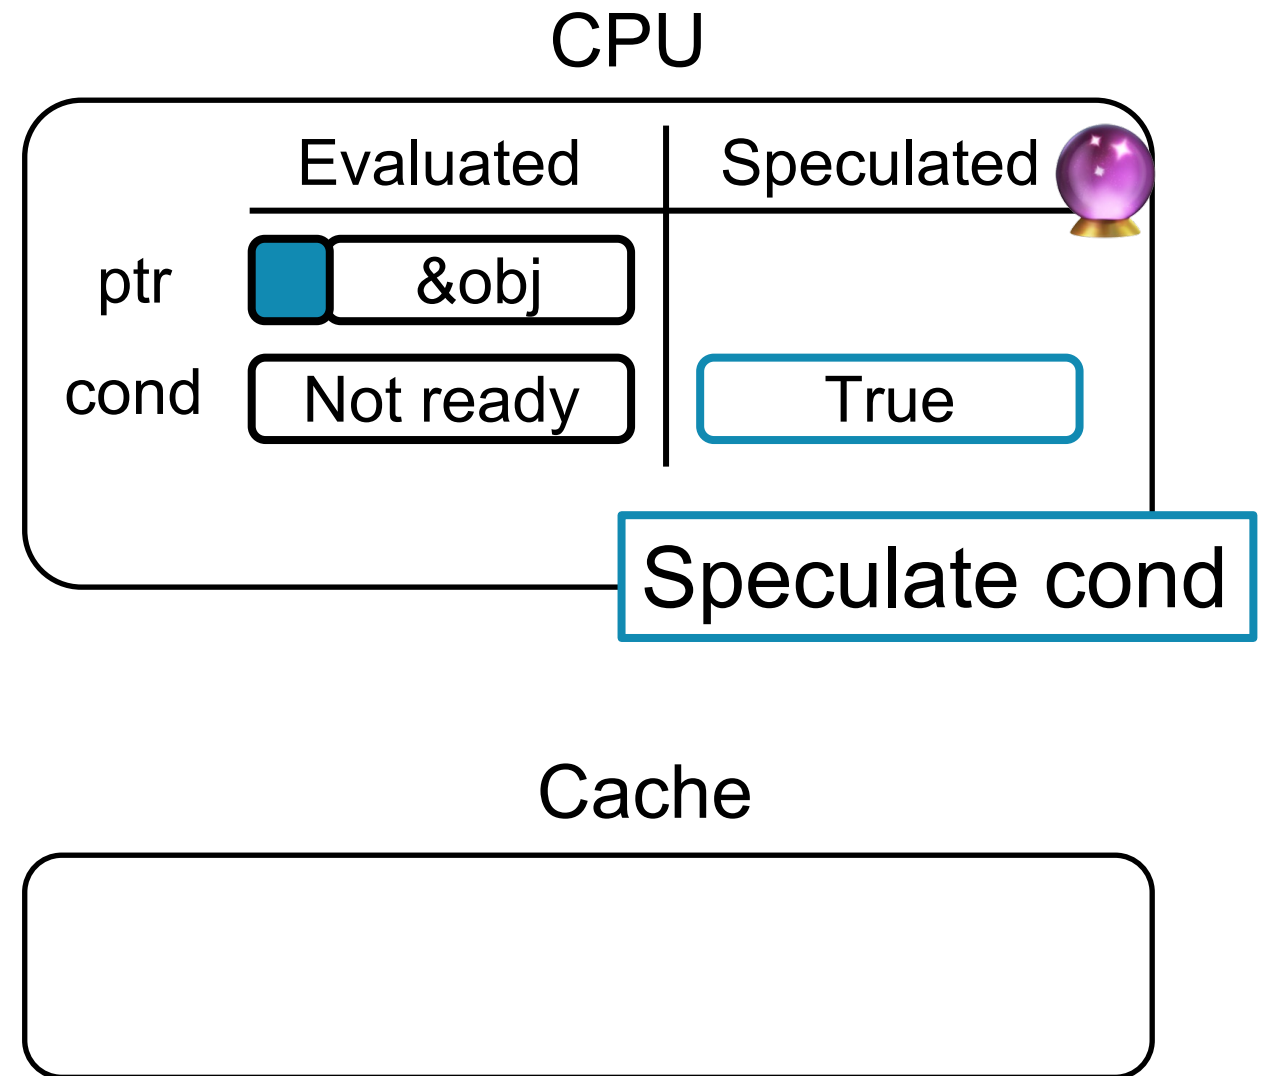 CPU
Evaluated Speculated
ptr &obj
cond Not ready True
Speculate cond
Cache